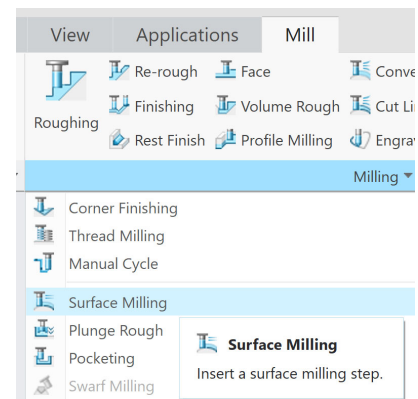 View Applications Mill
Re-rough Face
Finishing Volume Rough Cut
Roughing
Rest Finish Profile Milling
Milling
Corner Finishing
Thread Milling
Manual Cycle
Surface Milling
Plunge Rough
Surface Milling
Pocketing
Insert a surface milling step.
Swarf Milling